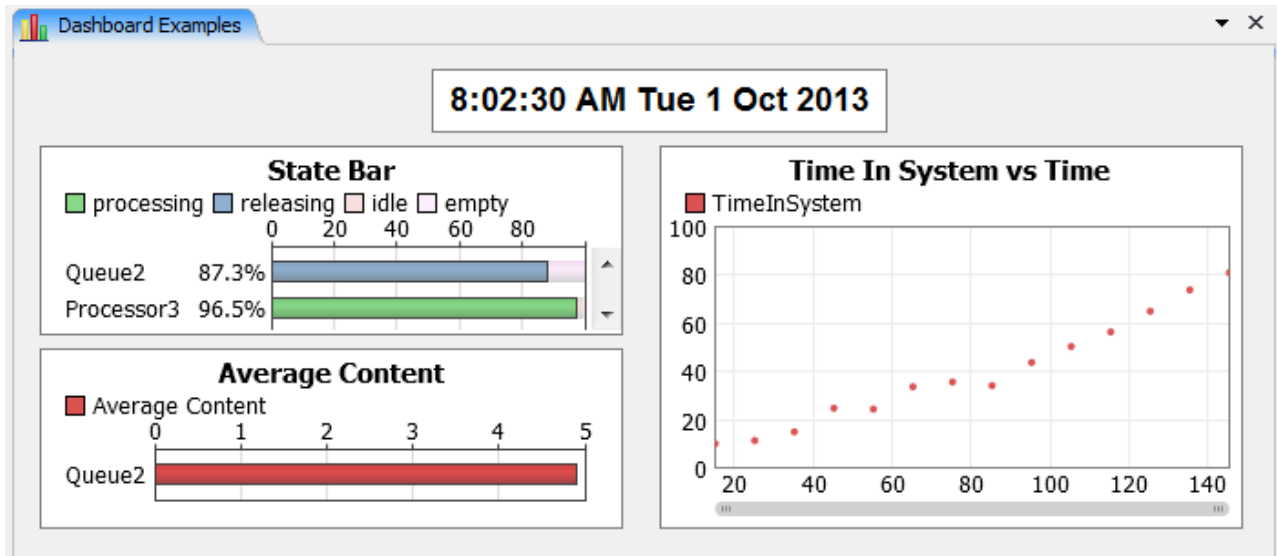 Dashboard Examples
8:02:30 AM Tue 1 Oct 2013
State Bar
processing releasing idle empty
0 20 40 60 80
Queue2 87.3%
Processor3 96.5%
Average Content
Average Content
0 1 2 3 4 5
Queue2
Time In System vs Time
TimeInSystem
100
80
60
40
20
0
20 40 60 80 100 120 140